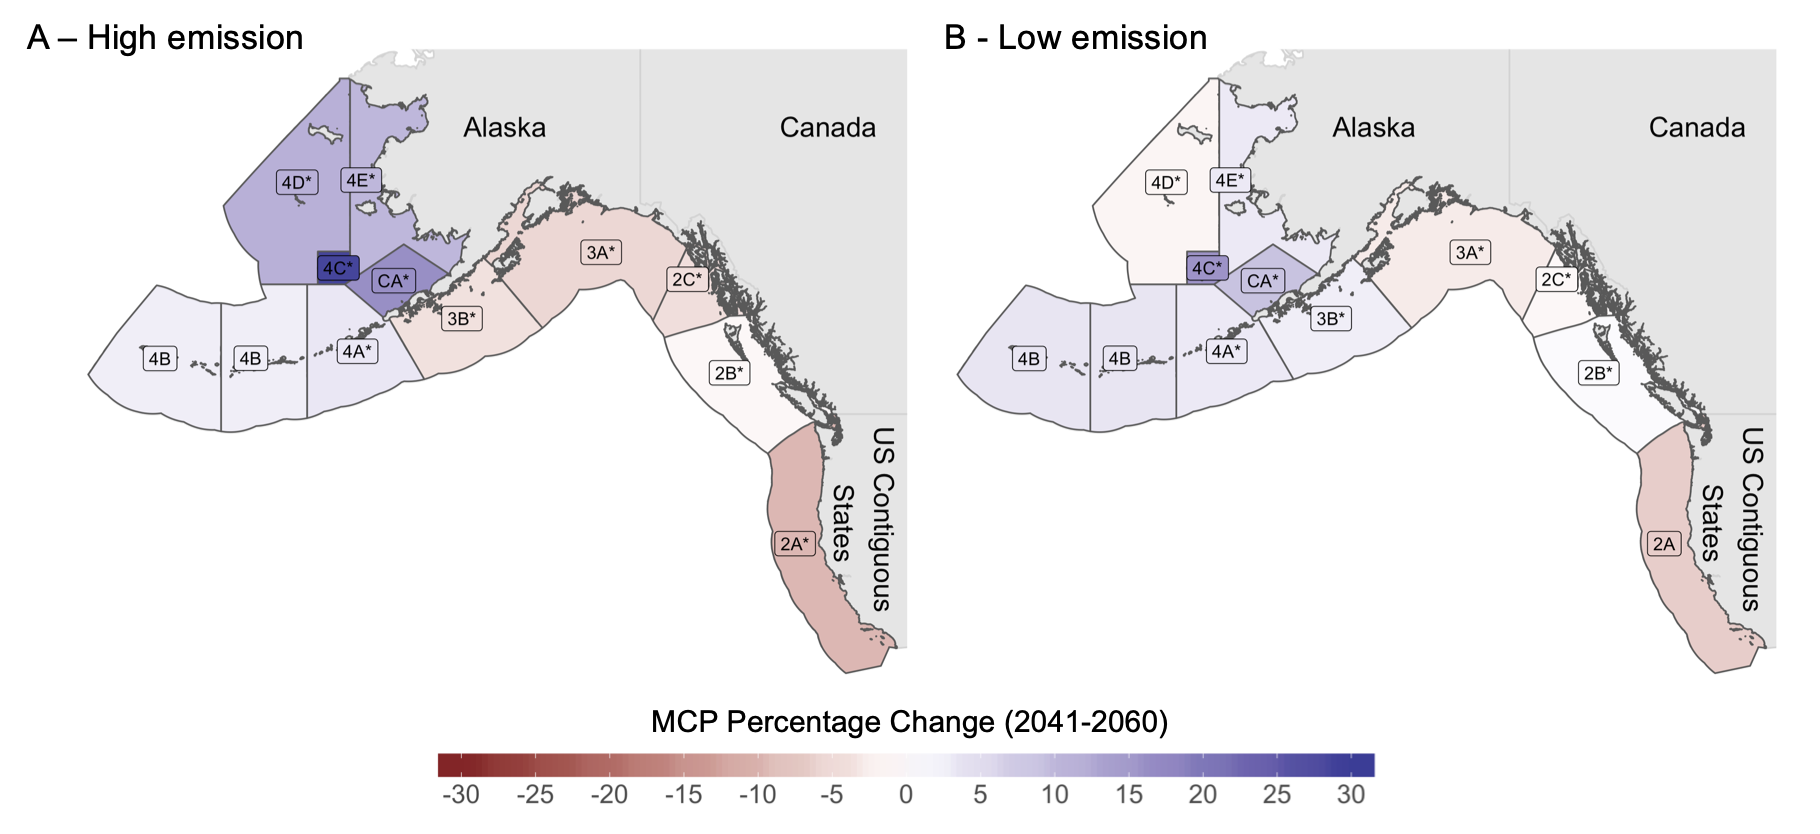 A – High emission
Alaska
Canada
4D*
4E*
4C*
CA*
3A*
2C*
3B*
4B
4B
4A*
2B*
2A*
US Contiguous
States
B - Low emission
Alaska
Canada
4D*
4E*
4C*
CA*
3A*
2C*
3B*
4B
4B
4A*
2B*
2A
US Contiguous
States
MCP Percentage Change (2041-2060)
-30 -25 -20 -15 -10 -5 0 5 10 15 20 25 30